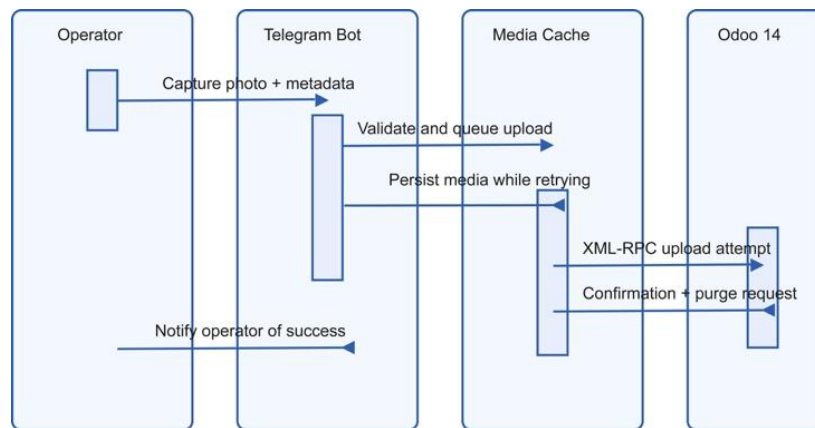 Operator
Telegram Bot
Media Cache
Odoo 14
Capture photo + metadata
Validate and queue upload
Persist media while retrying
XML-RPC upload attempt
Confirmation + purge request
Notify operator of success